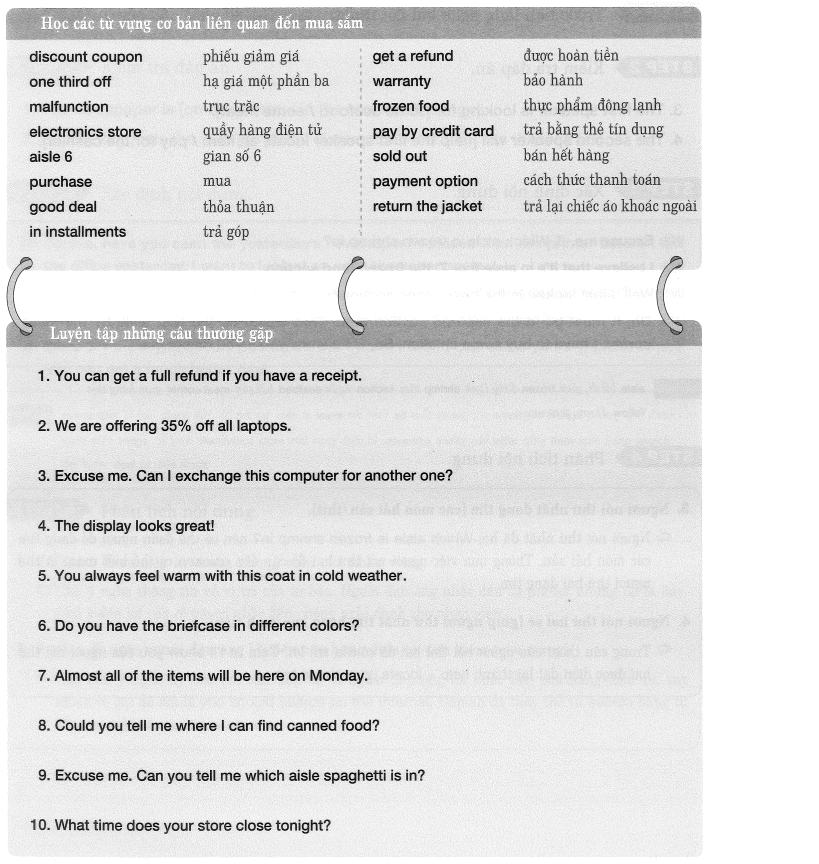 Học các từ vựng cơ bản liên quan đến mua sắm
discount coupon phiếu giảm giá
one third off hạ giá một phần ba
malfunction trục trặc
electronics store quầy hàng điện tử
aisle 6 gian số 6
purchase mua
good deal thỏa thuận
in installments trả góp
get a refund được hoàn tiền
warranty bảo hành
frozen food thực phẩm đông lạnh
pay by credit card trả bằng thẻ tín dụng
sold out bán hết hàng
payment option cách thức thanh toán
return the jacket trả lại chiếc áo khoác ngoài
Luyện tập những câu thường gặp
1. You can get a full refund if you have a receipt.
2. We are offering 35% off all laptops.
3. Excuse me. Can I exchange this computer for another one?
4. The display looks great!
5. You always feel warm with this coat in cold weather.
6. Do you have the briefcase in different colors?
7. Almost all of the items will be here on Monday.
8. Could you tell me where I can find canned food?
9. Excuse me. Can you tell me which aisle spaghetti is in?
10. What time does your store close tonight?